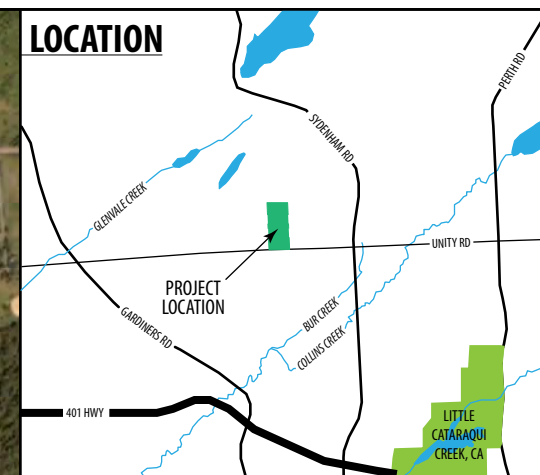 LOCATION
PERTH RD
SYDENHAM RD
GLENVALE CREEK
UNITY RD
PROJECT
LOCATION
GARDINERS RD
BUR CREEK
COLLINS CREEK
401 HWY
LITTLE
CATARAQUI
CREEK, CA